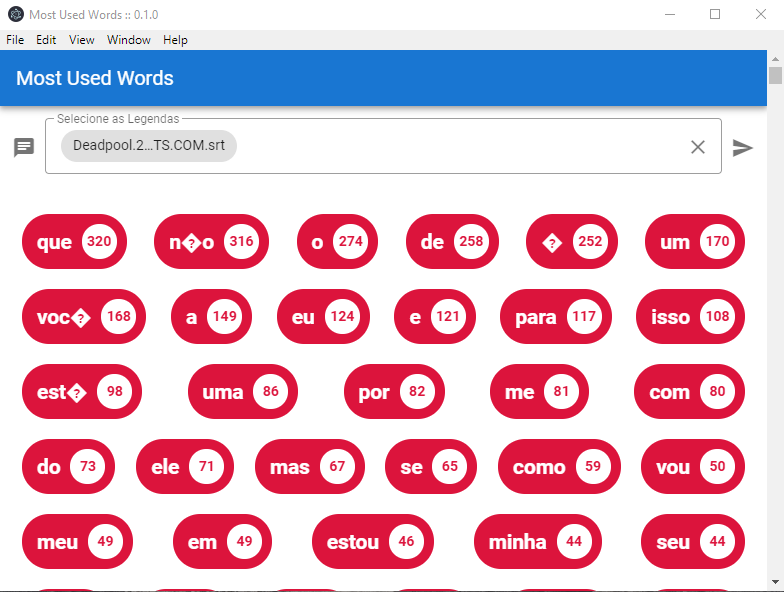 Most Used Words :: 0.1.0
File Edit View Window Help
Most Used Words
Selecione as Legendas
Deadpool.2...TS.COM.srt
que 320 n�o 316 o 274 de 258 � 252 um 170
voc� 168 a 149 eu 124 e 121 para 117 isso 108
est� 98 uma 86 por 82 me 81 com 80
do 73 ele 71 mas 67 se 65 como 59 vou 50
meu 49 em 49 estou 46 minha 44 seu 44